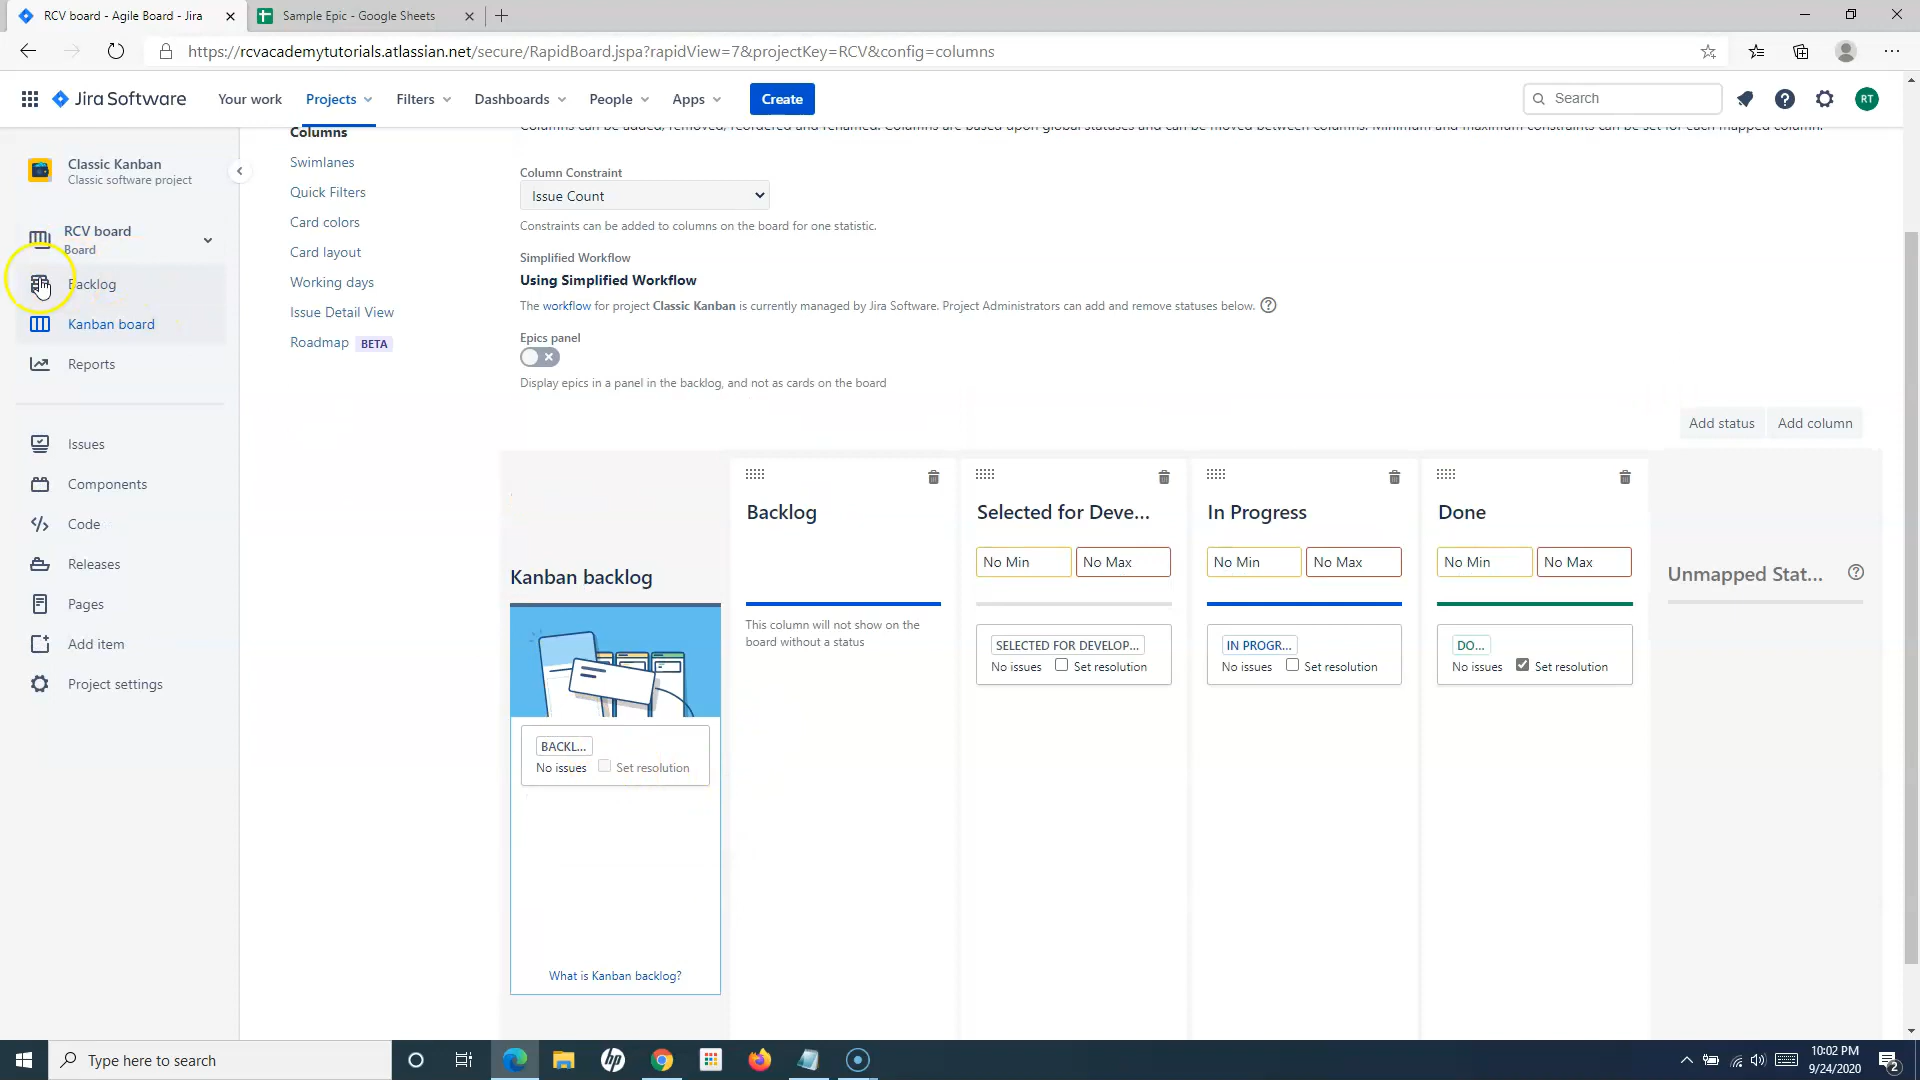 RCV board - Agile Board - Jira
Sample Epic - Google Sheets
https://rcvacademytutorials.atlassian.net/secure/RapidBoard.jspa?rapidView=7&projectKey=RCV&config=columns
Jira Software
Your work
Projects
Filters
Dashboards
People
Apps
Create
Search
RT
Classic Kanban
Classic software project
RCV board
Board
Backlog
Kanban board
Reports
Issues
Components
Code
Releases
Pages
Add item
Project settings
Columns
Swimlanes
Quick Filters
Card colors
Card layout
Working days
Issue Detail View
Roadmap BETA
Columns can be added, removed, reordered and renamed. Columns are based upon global statuses and can be moved between columns. Minimum and maximum constraints can be set for each mapped column.
Column Constraint
Issue Count
Constraints can be added to columns on the board for one statistic.
Simplified Workflow
Using Simplified Workflow
The workflow for project Classic Kanban is currently managed by Jira Software. Project Administrators can add and remove statuses below.
Epics panel
Display epics in a panel in the backlog, and not as cards on the board
Add status
Add column
Kanban backlog
BACKL...
No issues Set resolution
What is Kanban backlog?
Backlog
This column will not show on the
board without a status
Selected for Deve...
No Min No Max
SELECTED FOR DEVELOP...
No issues Set resolution
In Progress
No Min No Max
IN PROGR...
No issues Set resolution
Done
No Min No Max
DO...
No issues Set resolution
Unmapped Stat...
Type here to search
10:02 PM
9/24/2020
2